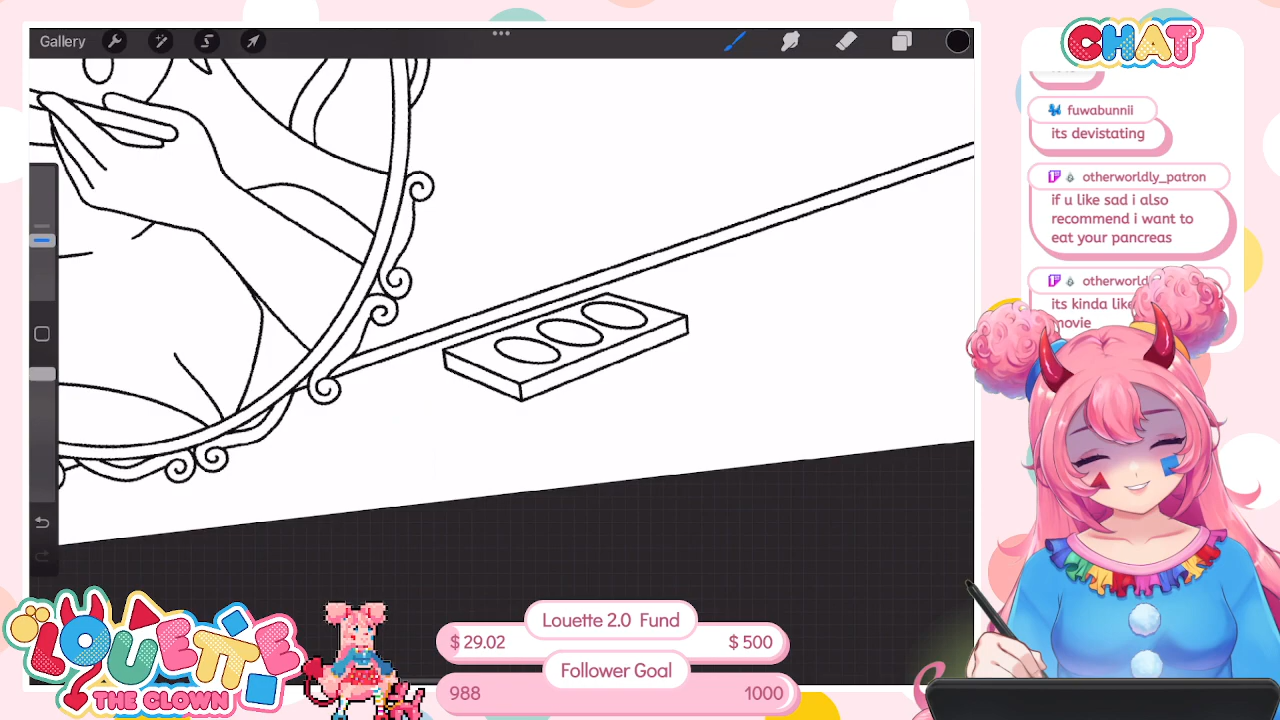 Gallery
CHAT
fuwabunnii
its devistating
otherworldly_patron
if u like sad i also
recommend i want to
eat your pancreas
otherworldl
its kinda like
movie
LOUETTE
THE CLOWN
Louette 2.0 Fund
$ 29.02
$ 500
Follower Goal
988
1000